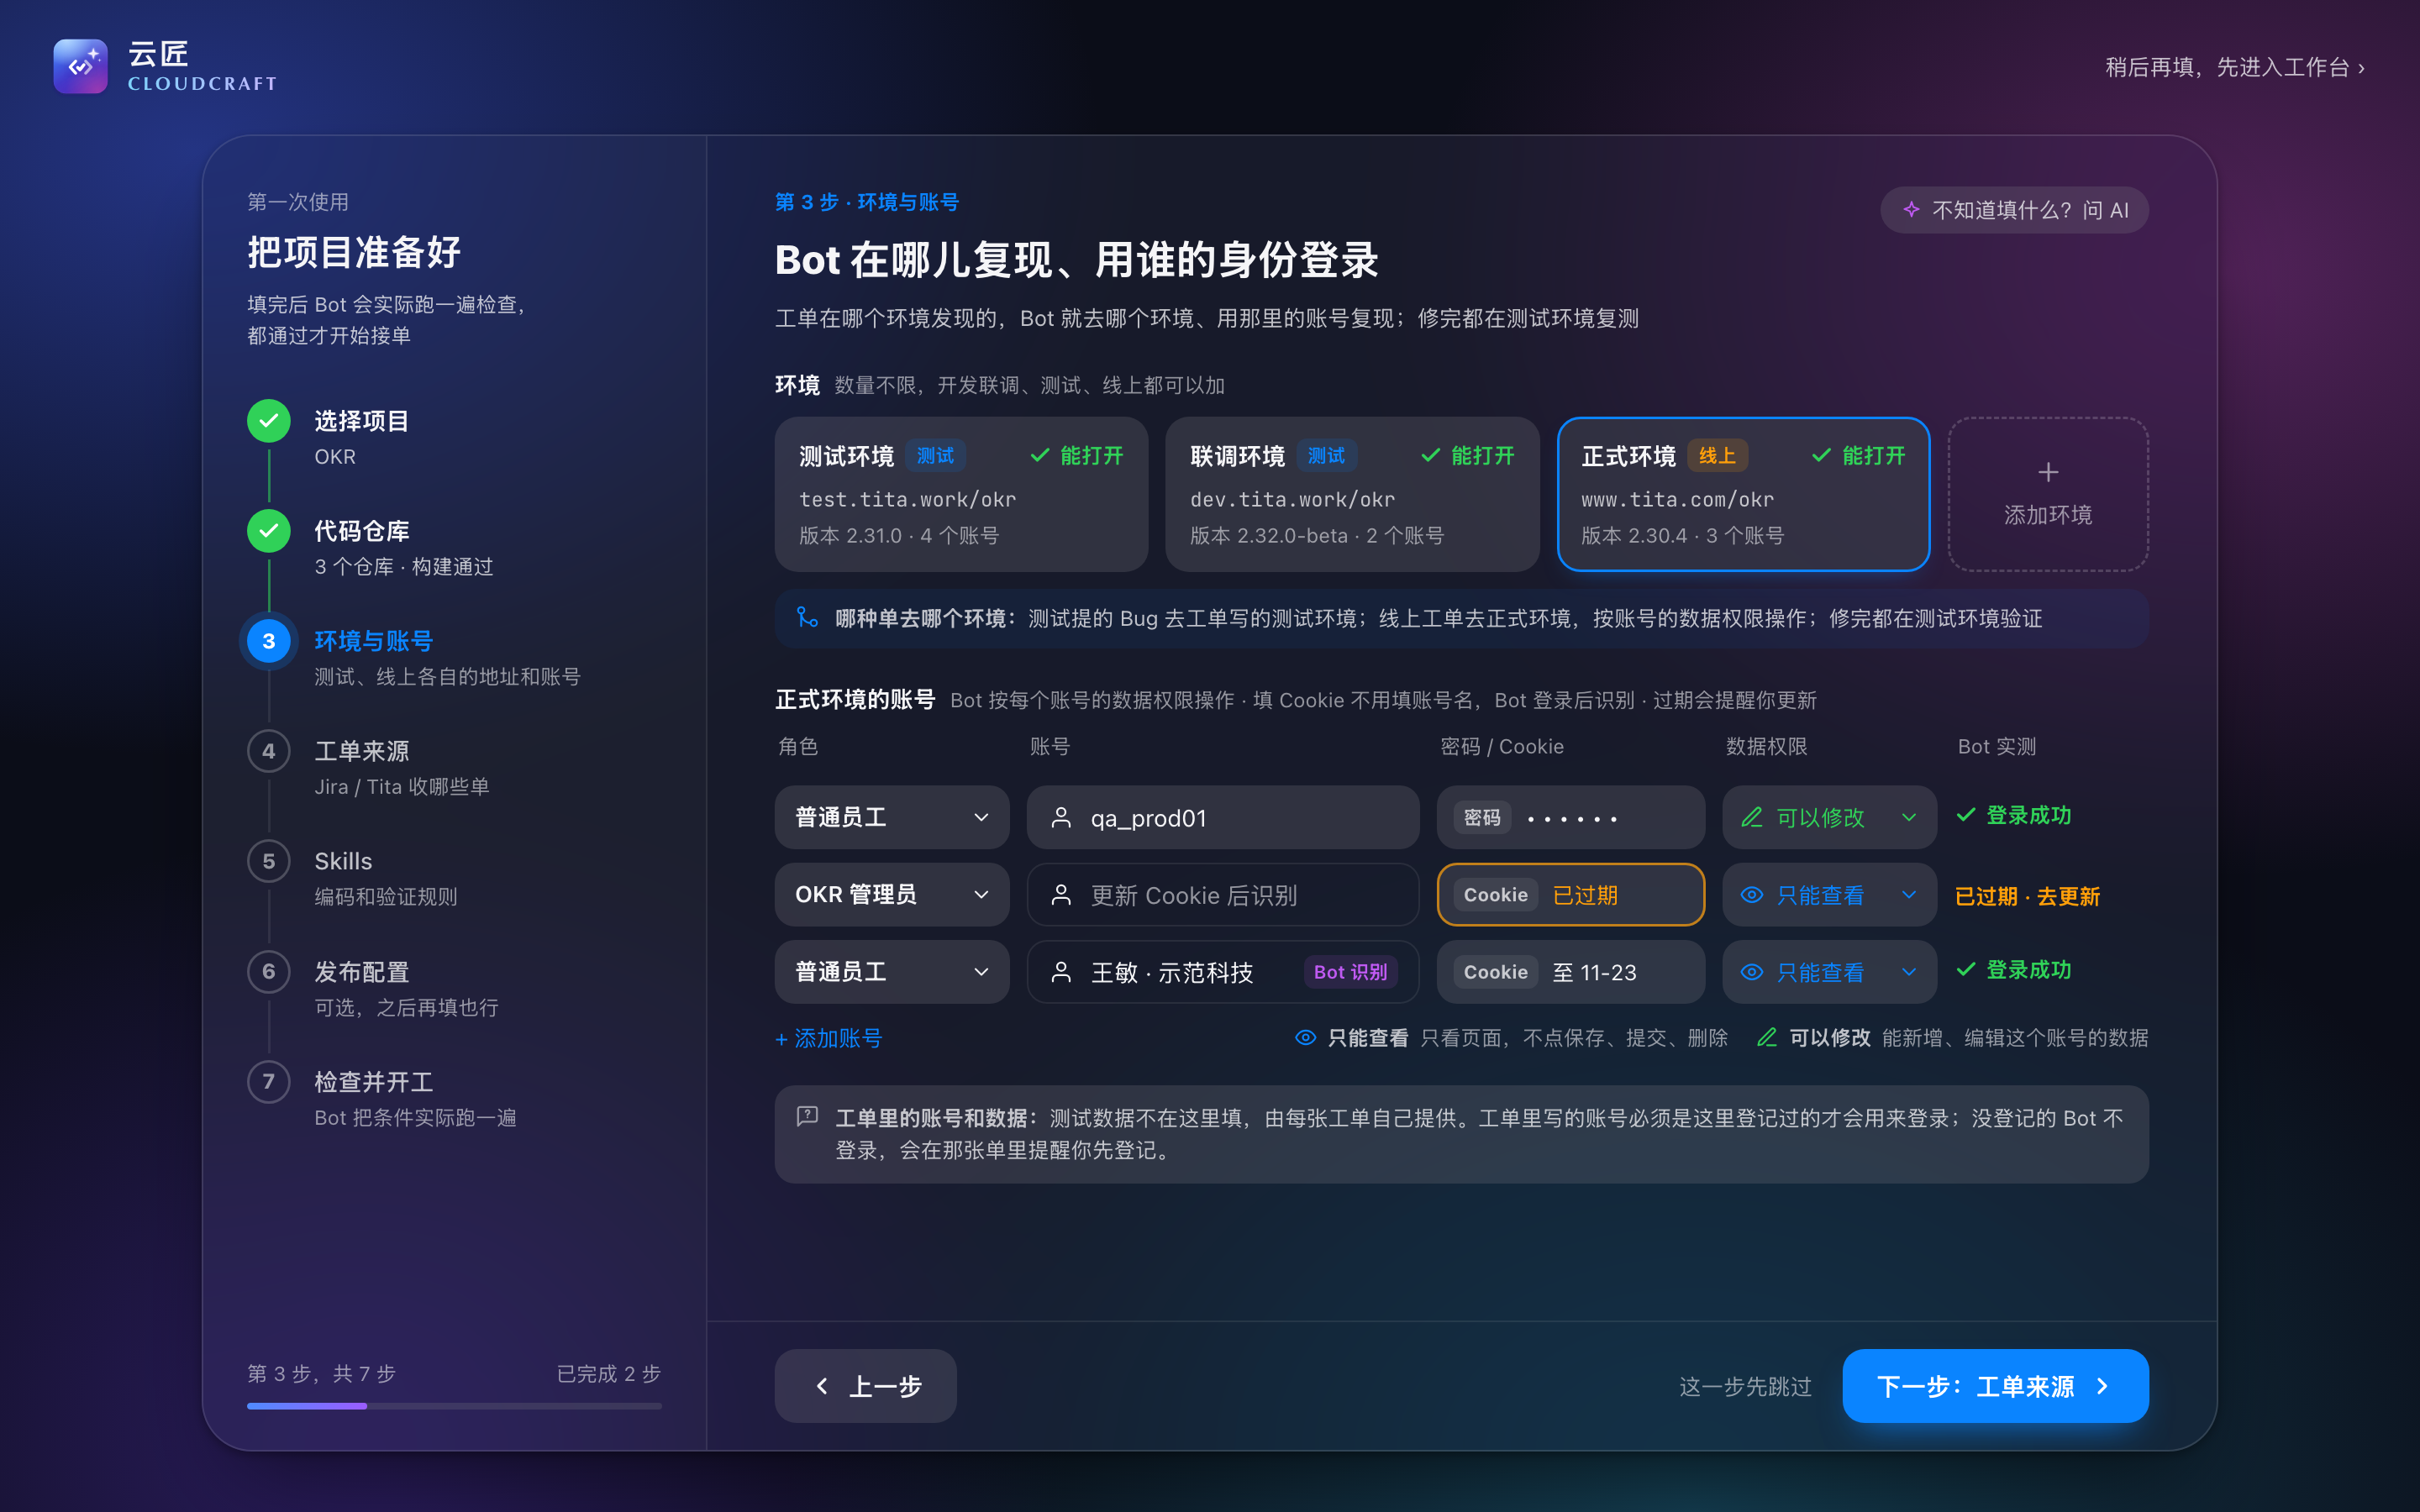 云匠
CLOUDCRAFT
稍后再填，先进入工作台 ›
第一次使用
把项目准备好
填完后 Bot 会实际跑一遍检查，
都通过才开始接单
选择项目
OKR
代码仓库
3 个仓库 · 构建通过
3
环境与账号
测试、线上各自的地址和账号
4
工单来源
Jira / Tita 收哪些单
5
Skills
编码和验证规则
6
发布配置
可选，之后再填也行
7
检查并开工
Bot 把条件实际跑一遍
第 3 步，共 7 步 已完成 2 步
第 3 步 · 环境与账号
不知道填什么？问 AI
Bot 在哪儿复现、用谁的身份登录
工单在哪个环境发现的，Bot 就去哪个环境、用那里的账号复现；修完都在测试环境复测
环境 数量不限，开发联调、测试、线上都可以加
测试环境 测试 能打开
test.tita.work/okr
版本 2.31.0 · 4 个账号
联调环境 测试 能打开
dev.tita.work/okr
版本 2.32.0-beta · 2 个账号
正式环境 线上 能打开
www.tita.com/okr
版本 2.30.4 · 3 个账号
+
添加环境
哪种单去哪个环境：测试提的 Bug 去工单写的测试环境；线上工单去正式环境，按账号的数据权限操作；修完都在测试环境验证
正式环境的账号 Bot 按每个账号的数据权限操作 · 填 Cookie 不用填账号名，Bot 登录后识别 · 过期会提醒你更新
角色 账号 密码 / Cookie 数据权限 Bot 实测
普通员工 qa_prod01 密码 •••••• 可以修改 登录成功
OKR 管理员 更新 Cookie 后识别 Cookie 已过期 只能查看 已过期 · 去更新
普通员工 王敏 · 示范科技 Bot 识别 Cookie 至 11-23 只能查看 登录成功
+ 添加账号 只能查看 只看页面，不点保存、提交、删除 可以修改 能新增、编辑这个账号的数据
工单里的账号和数据：测试数据不在这里填，由每张工单自己提供。工单里写的账号必须是这里登记过的才会用来登录；没登记的 Bot 不
登录，会在那张单里提醒你先登记。
上一步 这一步先跳过 下一步：工单来源